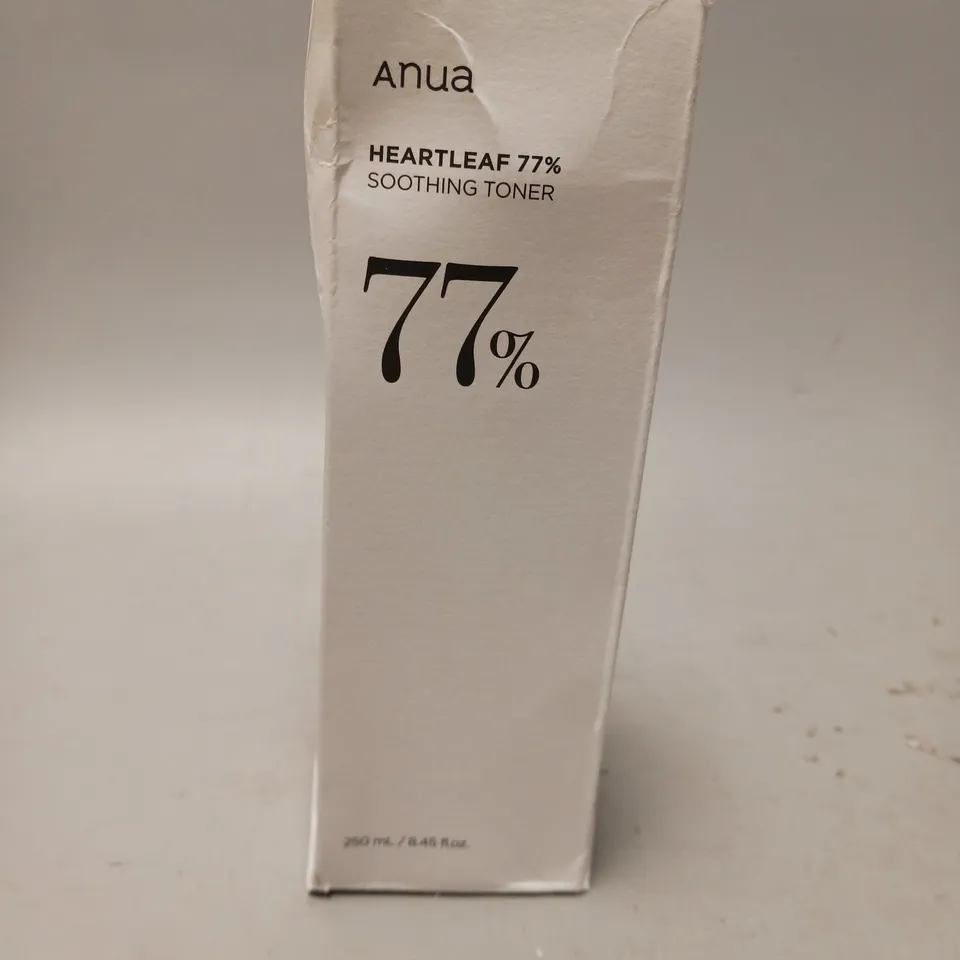 Anua
HEARTLEAF 77%
SOOTHING TONER
77%
250 mL / 8.45 fl.oz.